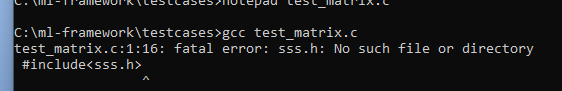 C:\ml-framework\testcases>notepad test_matrix.c
C:\ml-framework\testcases>gcc test_matrix.c
test_matrix.c:1:16: fatal error: sss.h: No such file or directory
#include<sss.h>
^